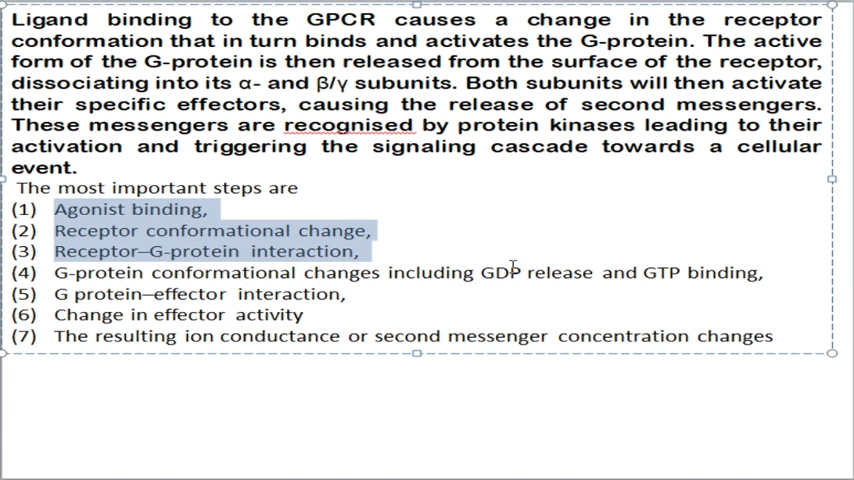 Ligand binding to the GPCR causes a change in the receptor
conformation that in turn binds and activates the G-protein. The active
form of the G-protein is then released from the surface of the receptor,
dissociating into its α- and β/γ subunits. Both subunits will then activate
their specific effectors, causing the release of second messengers.
These messengers are recognised by protein kinases leading to their
activation and triggering the signaling cascade towards a cellular
event.
The most important steps are
(1) Agonist binding,
(2) Receptor conformational change,
(3) Receptor–G-protein interaction,
(4) G-protein conformational changes including GDP release and GTP binding,
(5) G protein–effector interaction,
(6) Change in effector activity
(7) The resulting ion conductance or second messenger concentration changes